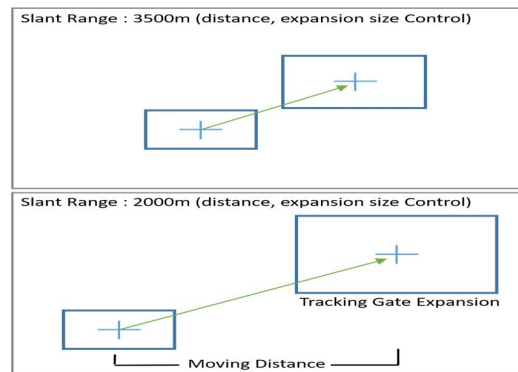 Slant Range : 3500m (distance, expansion size Control)
Slant Range : 2000m (distance, expansion size Control)
Tracking Gate Expansion
Moving Distance